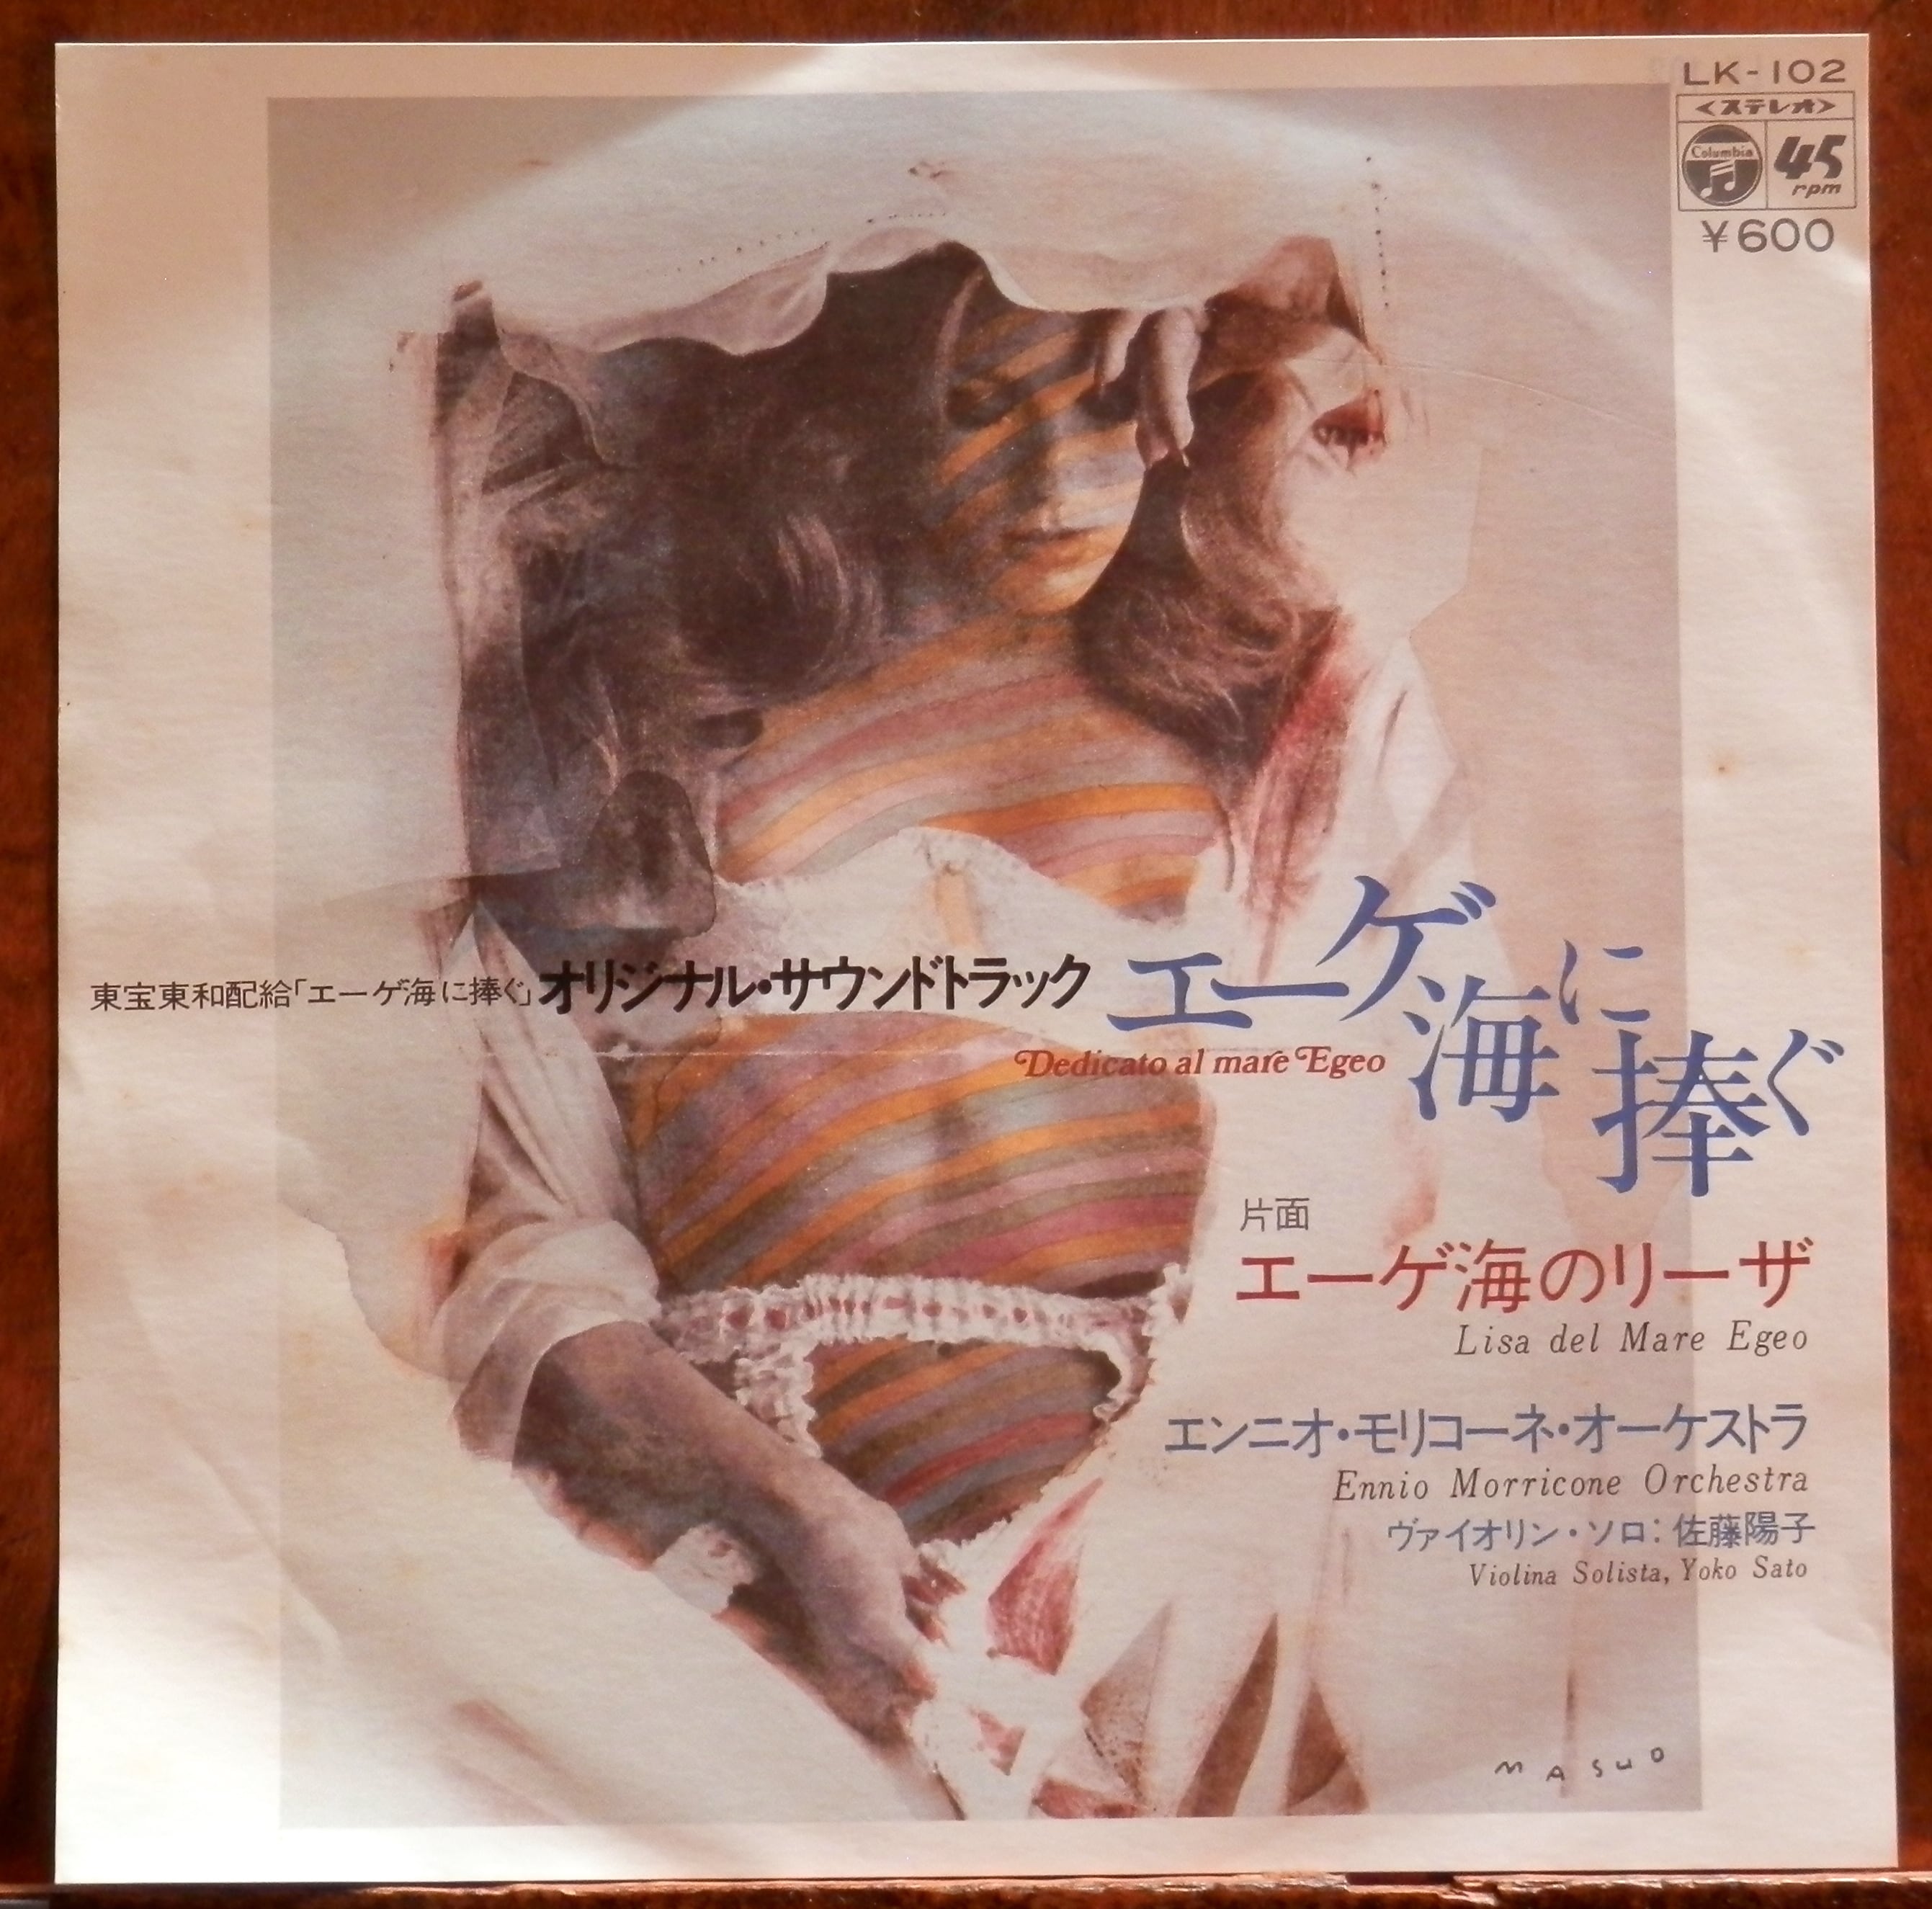 LK-102
<ステレオ>
Columbia
45
rpm
¥600
東宝東和配給「エーゲ海に捧ぐ」オリジナル・サウンドトラック
エーゲ海に捧ぐ
Dedicato al mare Egeo
片面
エーゲ海のリーザ
Lisa del Mare Egeo
エンニオ・モリコーネ・オーケストラ
Ennio Morricone Orchestra
ヴァイオリン・ソロ：佐藤陽子
Violina Solista, Yoko Sato
MASUO